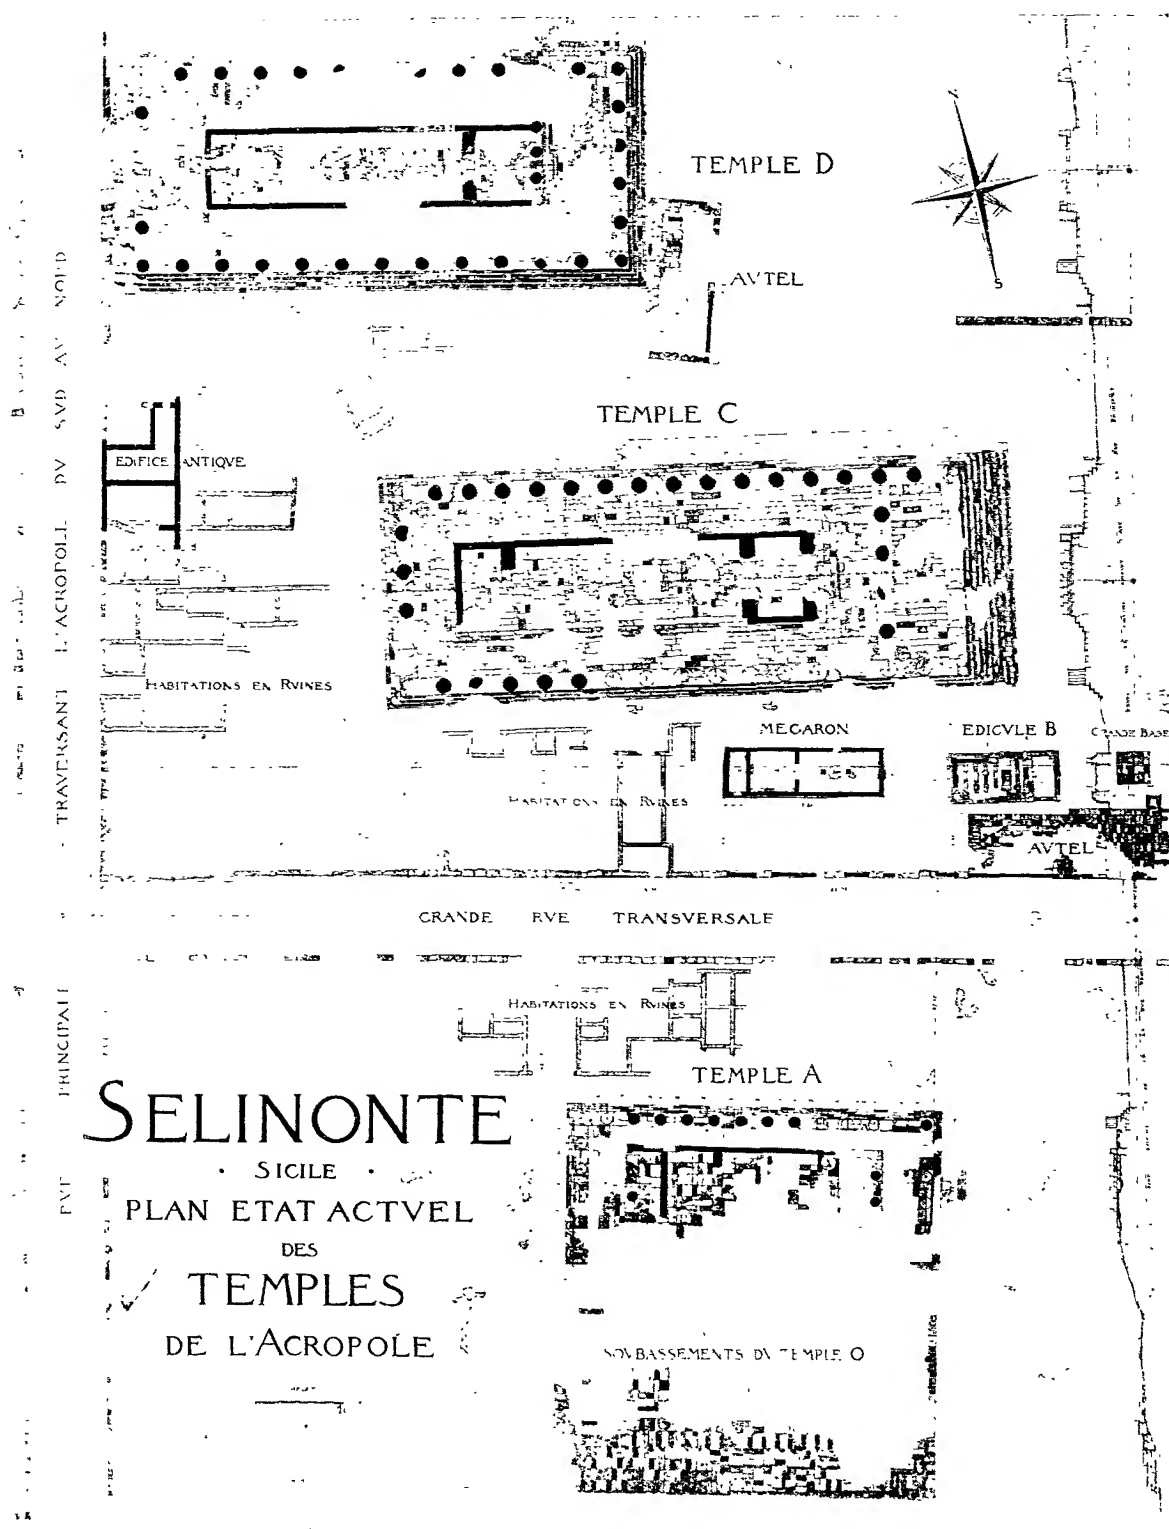 TEMPLE D
AVTEL
S
TEMPLE C
EDIFICE ANTIQVE
HABITATIONS EN RVINES
MEGARON
EDICVLE B
GRANDE BASE
HABITATIONS EN RVINES
AVTEL
GRANDE RVE TRANSVERSALE
HABITATIONS EN RVINES
TEMPLE A
SELINONTE
· SICILE ·
PLAN ETAT ACTVEL
DES
TEMPLES
DE L'ACROPOLE
SOVBASSEMENTS DV TEMPLE O
RVE PRINCIPALE TRAVERSANT L'ACROPOLE DV SVD AV NORD